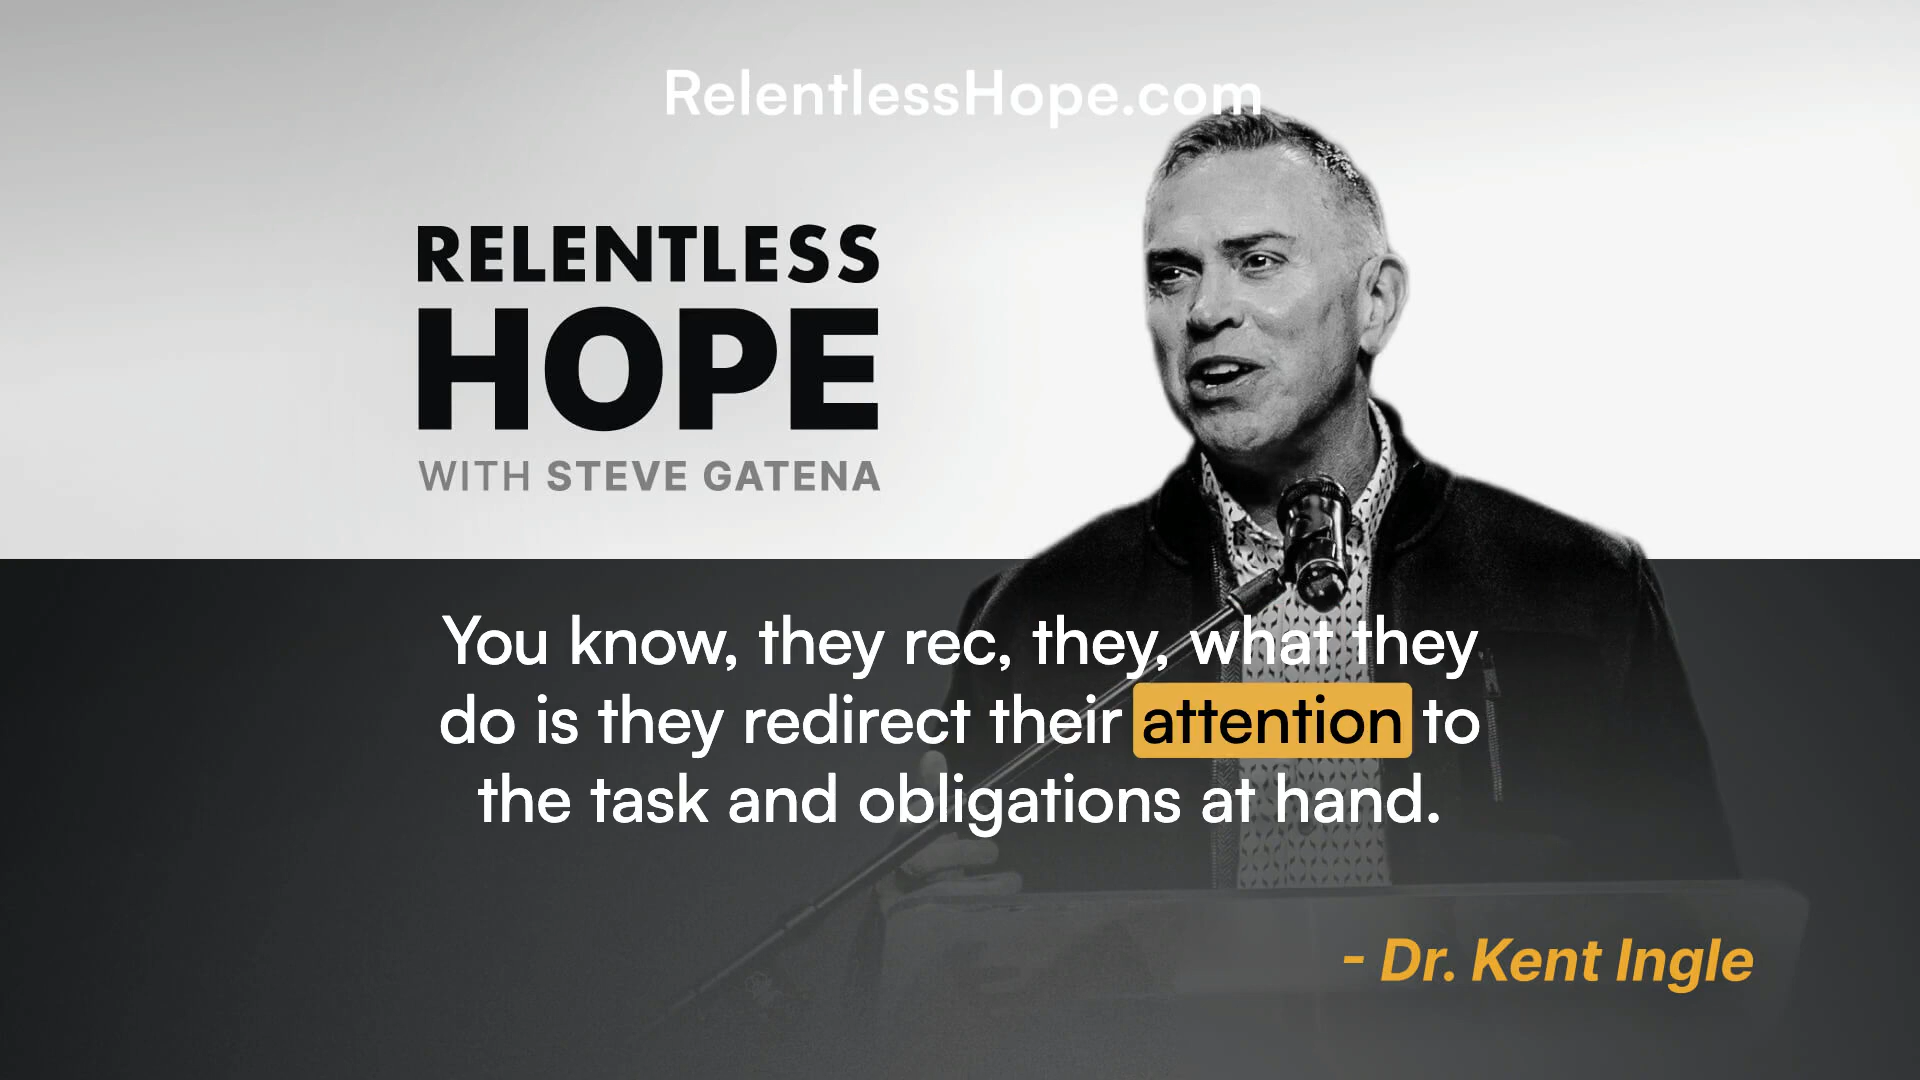 RelentlessHope.com
RELENTLESS
HOPE
WITH STEVE GATENA
You know, they rec, they, what they
do is they redirect their attention to
the task and obligations at hand.
- Dr. Kent Ingle